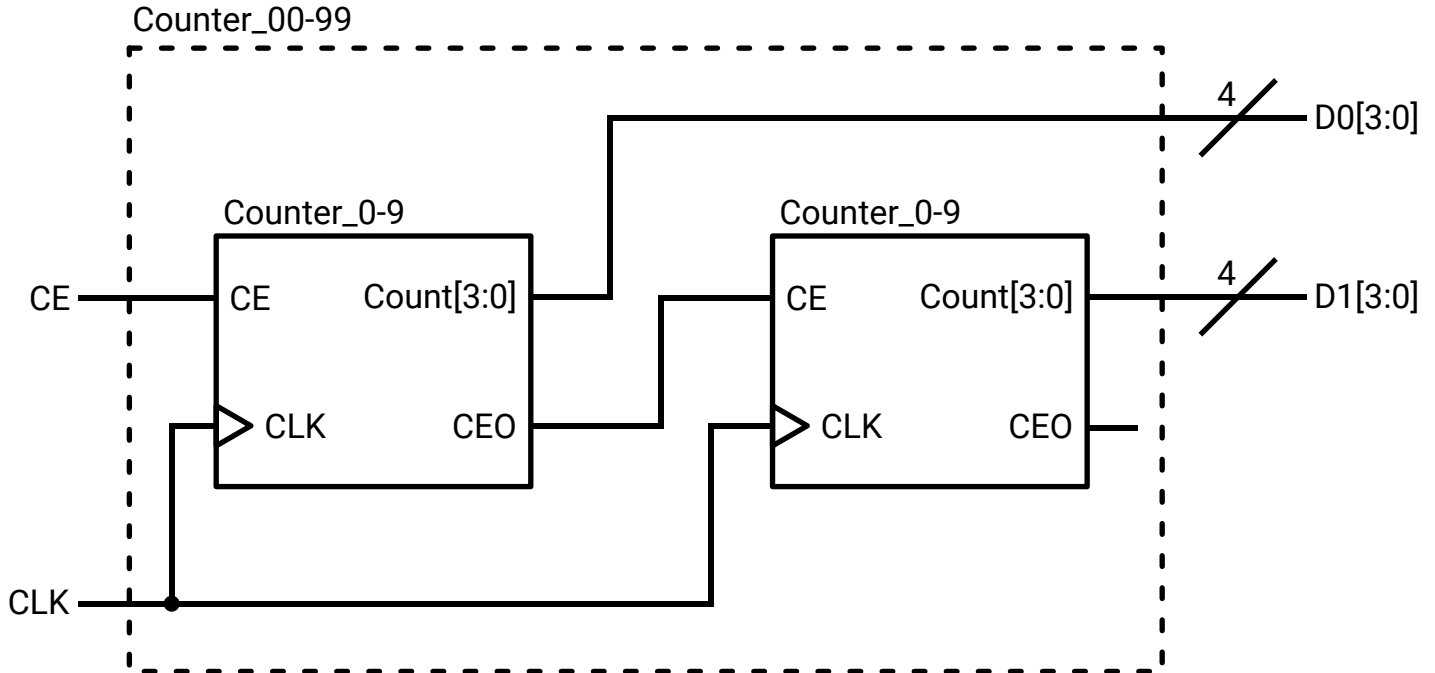 Counter_00-99
4
D0[3:0]
Counter_0-9
Counter_0-9
4
CE
CE
Count[3:0]
CE
Count[3:0]
D1[3:0]
CLK
CEO
CLK
CEO
CLK